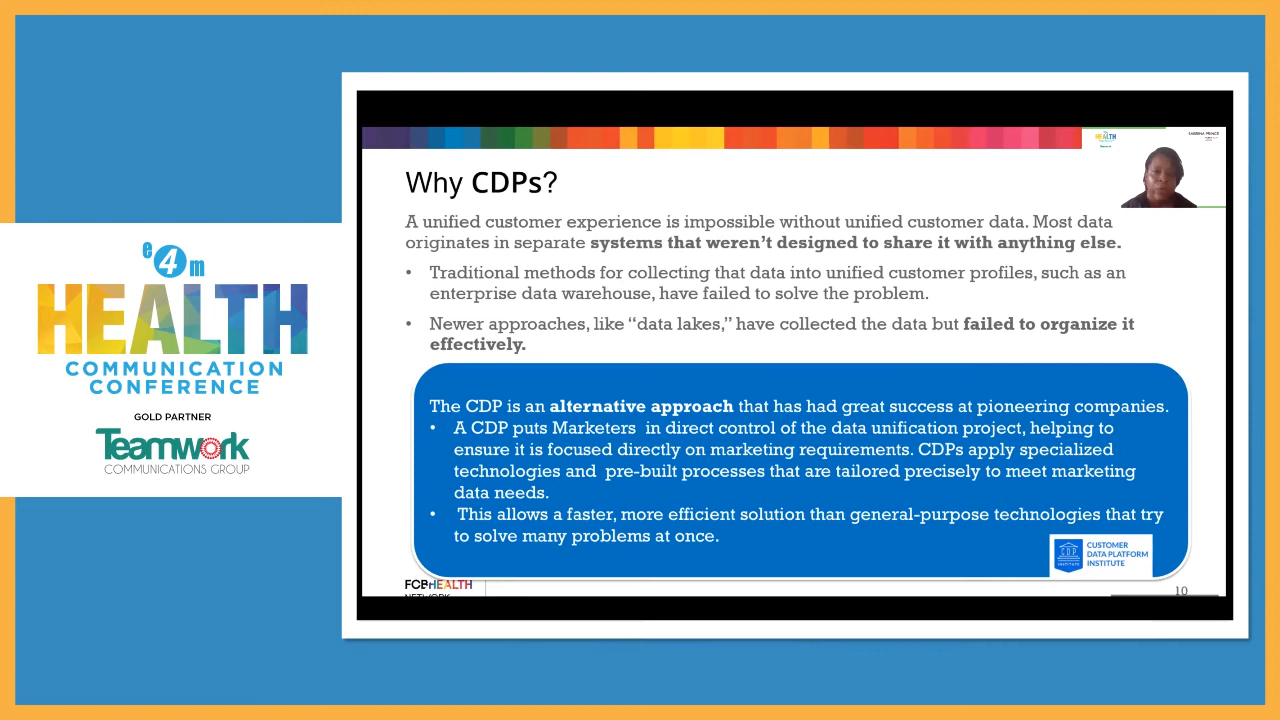 e4m
HEALTH
COMMUNICATION
CONFERENCE
GOLD PARTNER
Teamwork
COMMUNICATIONS GROUP
HEALTH
SABRINA PRINCE
Why CDPs?
A unified customer experience is impossible without unified customer data. Most data
originates in separate systems that weren’t designed to share it with anything else.
• Traditional methods for collecting that data into unified customer profiles, such as an
enterprise data warehouse, have failed to solve the problem.
• Newer approaches, like “data lakes,” have collected the data but failed to organize it
effectively.
The CDP is an alternative approach that has had great success at pioneering companies.
• A CDP puts Marketers in direct control of the data unification project, helping to
ensure it is focused directly on marketing requirements. CDPs apply specialized
technologies and pre-built processes that are tailored precisely to meet marketing
data needs.
• This allows a faster, more efficient solution than general-purpose technologies that try
to solve many problems at once.
CDP
INSTITUTE
CUSTOMER
DATA PLATFORM
INSTITUTE
FCBHEALTH
NETWORK
10